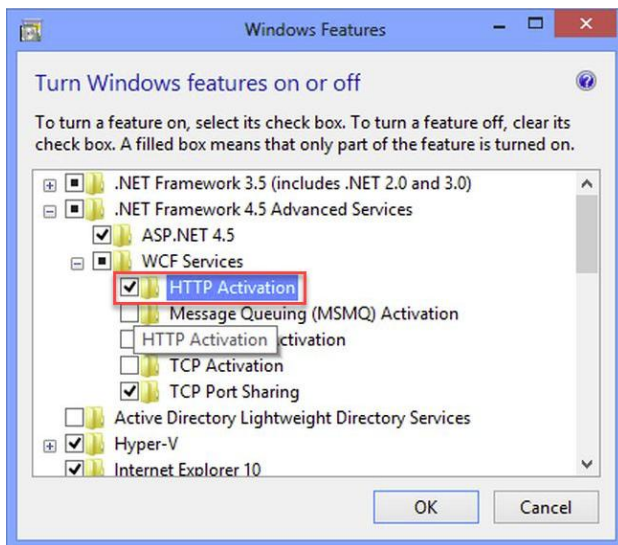 Windows Features
Turn Windows features on or off
To turn a feature on, select its check box. To turn a feature off, clear its
check box. A filled box means that only part of the feature is turned on.
.NET Framework 3.5 (includes .NET 2.0 and 3.0)
.NET Framework 4.5 Advanced Services
ASP.NET 4.5
WCF Services
HTTP Activation
Message Queuing (MSMQ) Activation
HTTP Activation
TCP Activation
TCP Port Sharing
Active Directory Lightweight Directory Services
Hyper-V
Internet Explorer 10
OK
Cancel